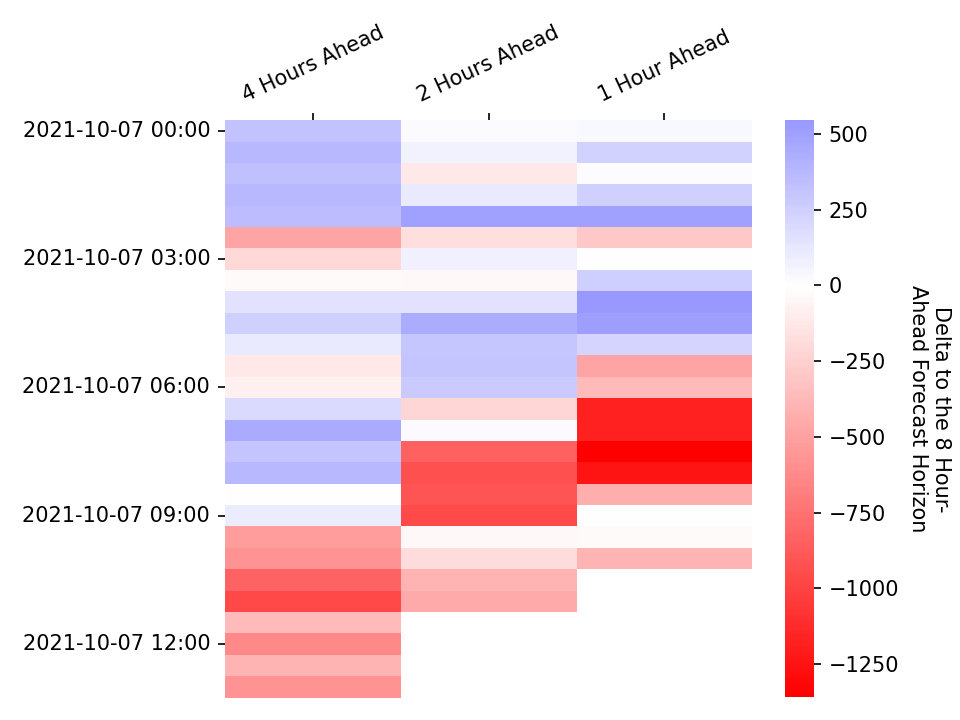 4 Hours Ahead
2 Hours Ahead
1 Hour Ahead
2021-10-07 00:00
2021-10-07 03:00
2021-10-07 06:00
2021-10-07 09:00
2021-10-07 12:00
500
250
0
−250
−500
−750
−1000
−1250
Delta to the 8 Hour-
Ahead Forecast Horizon